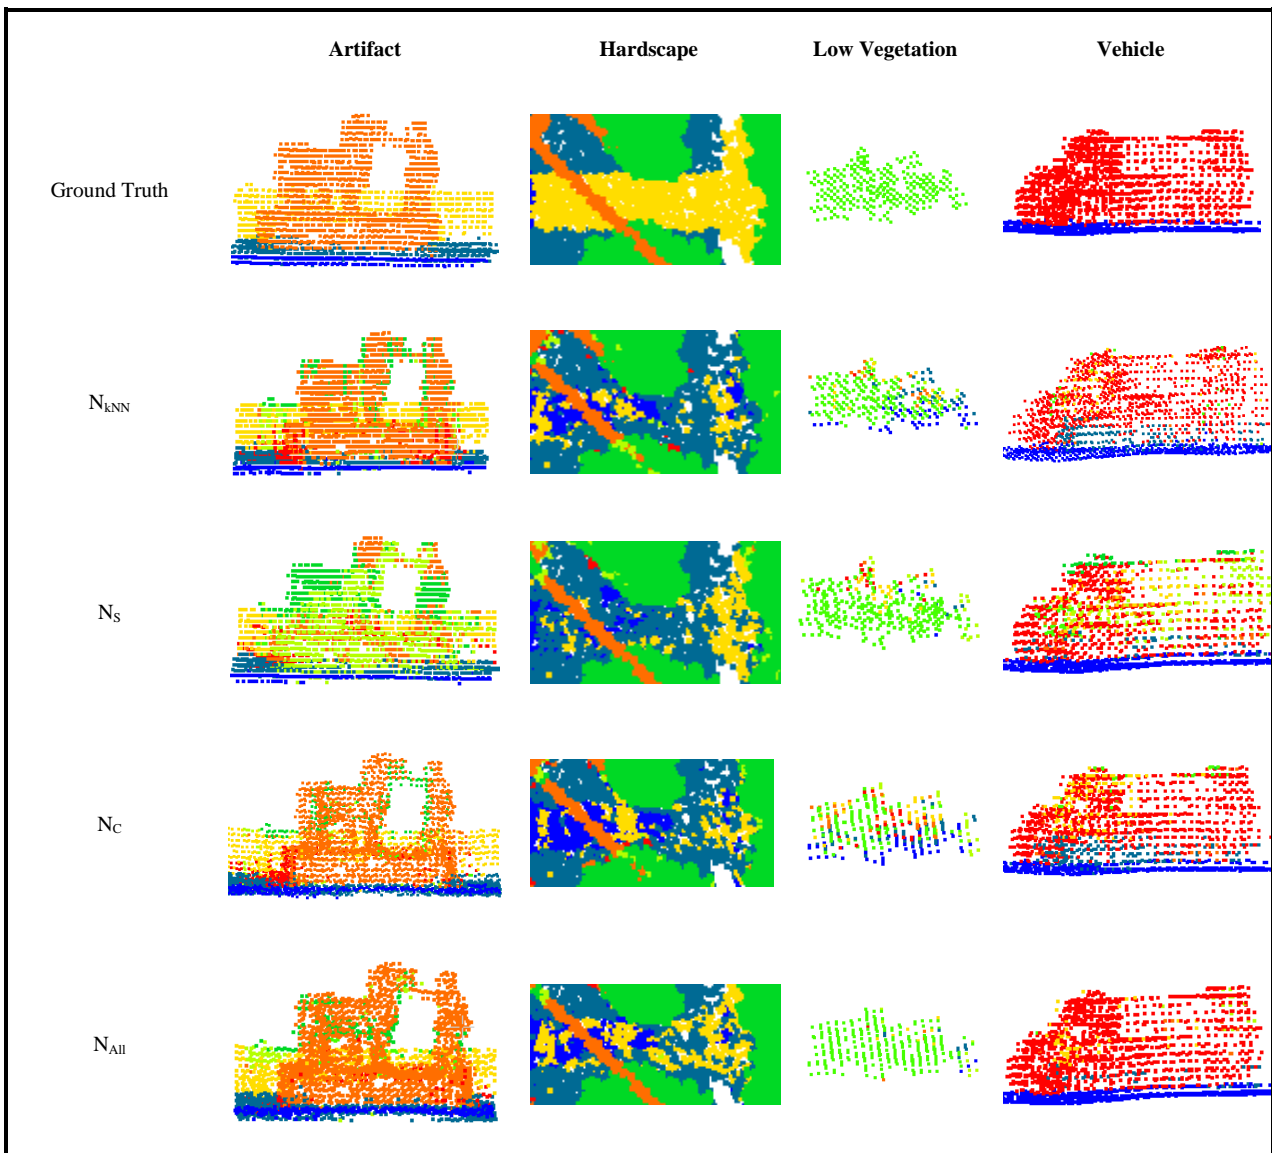 Artifact Hardscape Low Vegetation Vehicle
Ground Truth
NkNN
NS
NC
NAll